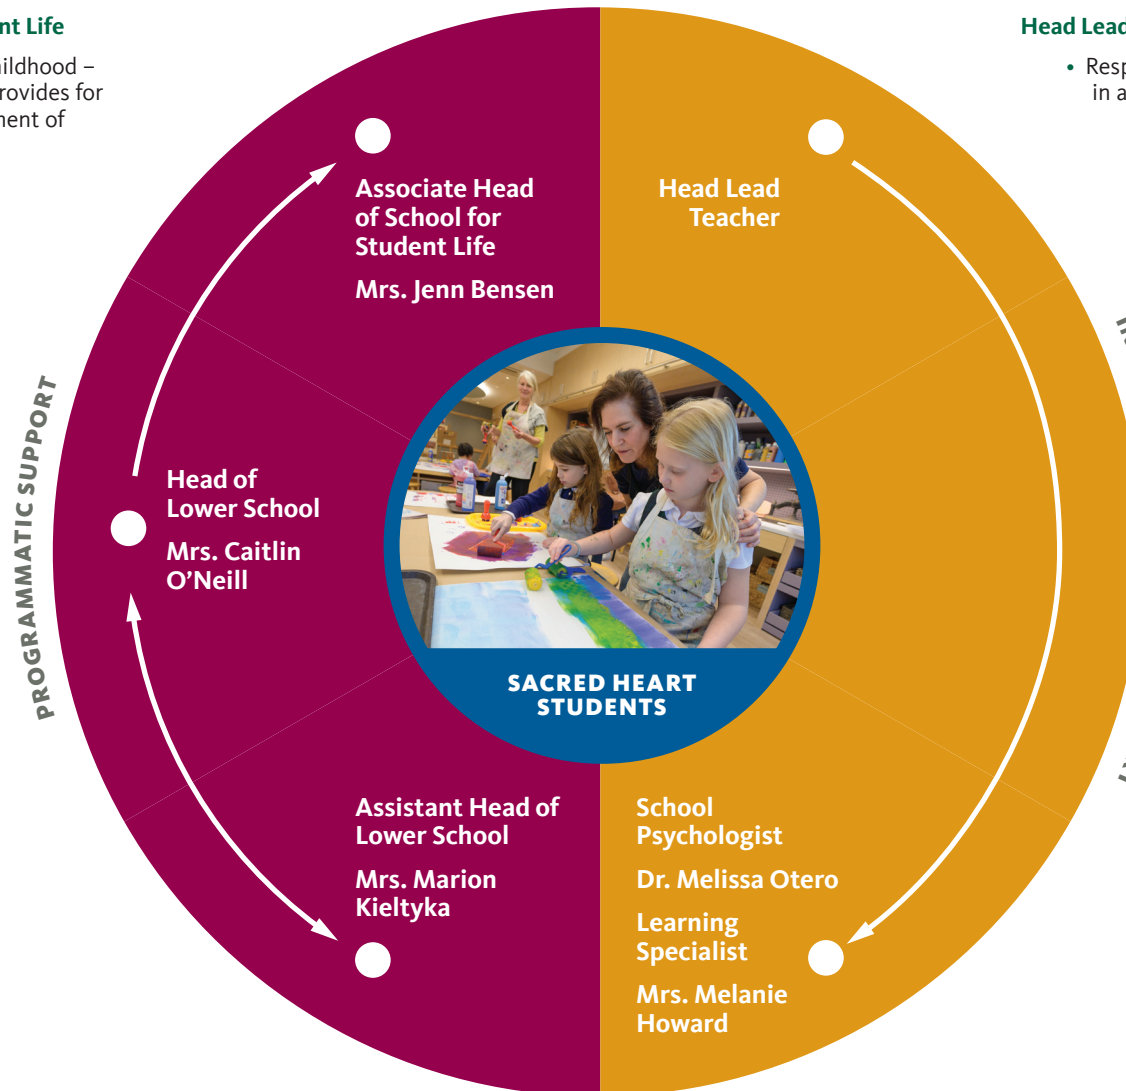 nt Life
ildhood –
rovides for
ment of
Head Lead
• Resp
in a
Associate Head
of School for
Student Life
Mrs. Jenn Bensen
Head Lead
Teacher
PROGRAMMATIC SUPPORT
Head of
Lower School
Mrs. Caitlin
O’Neill
SACRED HEART
STUDENTS
Assistant Head of
Lower School
Mrs. Marion
Kieltyka
School
Psychologist
Dr. Melissa Otero
Learning
Specialist
Mrs. Melanie
Howard